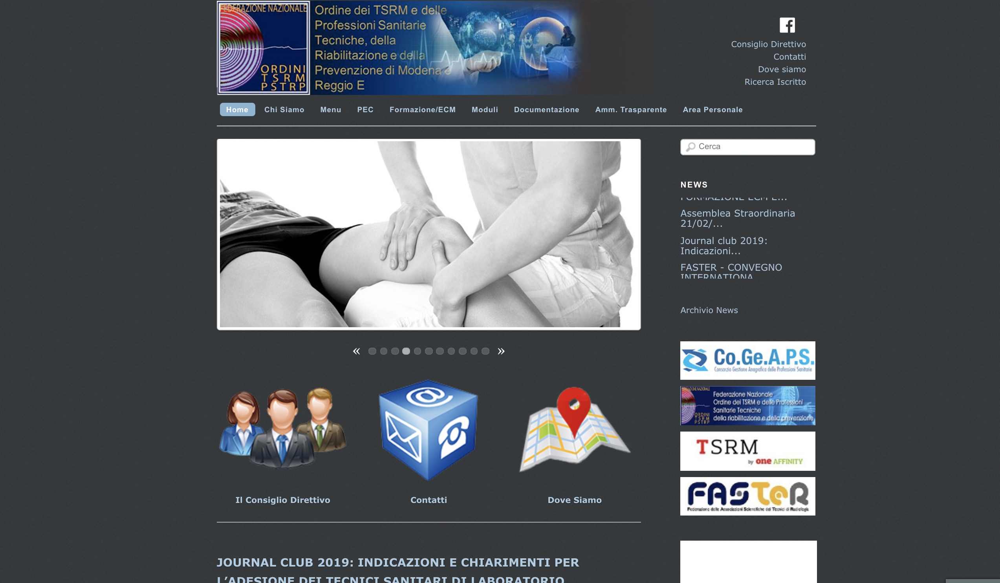 FEDERAZIONE NAZIONALE
ORDINI
TSRM
PSTRP
Ordine dei TSRM e delle
Professioni Sanitarie
Tecniche, della
Riabilitazione e della
Prevenzione di Modena e
Reggio E
Consiglio Direttivo
Contatti
Dove siamo
Ricerca Iscritto
Home Chi Siamo Menu PEC Formazione/ECM Moduli Documentazione Amm. Trasparente Area Personale
Cerca
NEWS
FORMAZIONE ECM E...
Assemblea Straordinaria
21/02/...
Journal club 2019:
Indicazioni...
FASTER - CONVEGNO
INTERNATIONA
Archivio News
« »
Co.Ge.A.P.S.
Consorzio Gestione Anagrafica delle Professioni Sanitarie
FEDERAZIONE NAZIONALE
ORDINI
TSRM
PSTRP
Federazione Nazionale
Ordine dei TSRM e delle Professioni
Sanitarie Tecniche
della riabilitazione e della prevenzione
TSRM
by one AFFINITY
FASTeR
Federazione delle Associazioni Scientifiche dei Tecnici di Radiologia
@
Il Consiglio Direttivo
Contatti
Dove Siamo
JOURNAL CLUB 2019: INDICAZIONI E CHIARIMENTI PER
L’ADESIONE DEI TECNICI SANITARI DI LABORATORIO